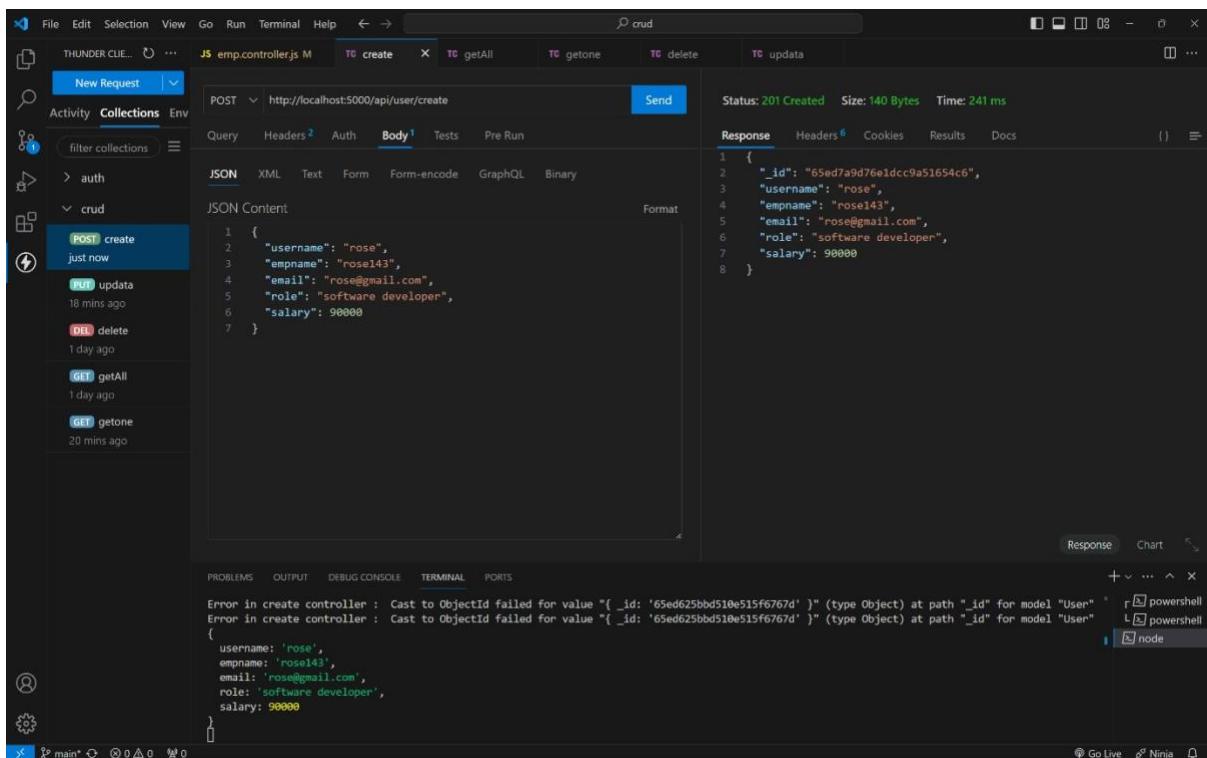 File Edit Selection View Go Run Terminal Help ← → crud
THUNDER CLIE... ···
JS emp.controller.js M TC create × TC getAll TC getone TC delete TC updata ···
New Request
Activity Collections Env
filter collections
auth
crud
POST create
just now
PUT updata
18 mins ago
DEL delete
1 day ago
GET getAll
1 day ago
GET getone
20 mins ago
POST http://localhost:5000/api/user/create Send
Query Headers 2 Auth Body 1 Tests Pre Run
JSON XML Text Form Form-encode GraphQL Binary
JSON Content Format
1 {
2 "username": "rose",
3 "empname": "rose143",
4 "email": "rose@gmail.com",
5 "role": "software developer",
6 "salary": 90000
7 }
Status: 201 Created Size: 140 Bytes Time: 241 ms
Response Headers 6 Cookies Results Docs { }
1 {
2 "_id": "65ed7a9d76e1dcc9a51654c6",
3 "username": "rose",
4 "empname": "rose143",
5 "email": "rose@gmail.com",
6 "role": "software developer",
7 "salary": 90000
8 }
Response Chart
PROBLEMS OUTPUT DEBUG CONSOLE TERMINAL PORTS
Error in create controller : Cast to ObjectId failed for value "{ _id: '65ed625bbd510e515f6767d' }" (type Object) at path "_id" for model "User"
Error in create controller : Cast to ObjectId failed for value "{ _id: '65ed625bbd510e515f6767d' }" (type Object) at path "_id" for model "User"
{
username: 'rose',
empname: 'rose143',
email: 'rose@gmail.com',
role: 'software developer',
salary: 90000
}
powershell
powershell
node
main* 0 0 0 Go Live Ninja